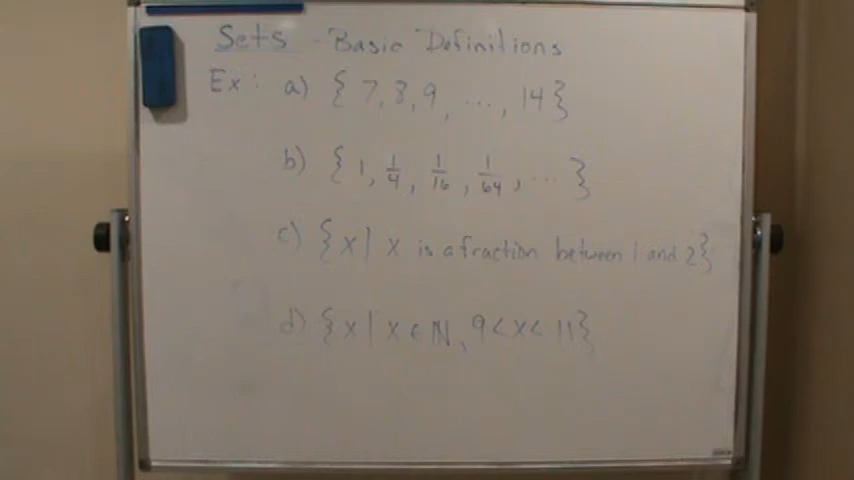 Sets - Basic Definitions
Ex: a) { 7, 8, 9, ..., 14 }
b) { 1, 1/4, 1/16, 1/64, ... }
c) { x | x is a fraction between 1 and 2 }
d) { x | x ∈ ℕ, 9 < x < 11 }